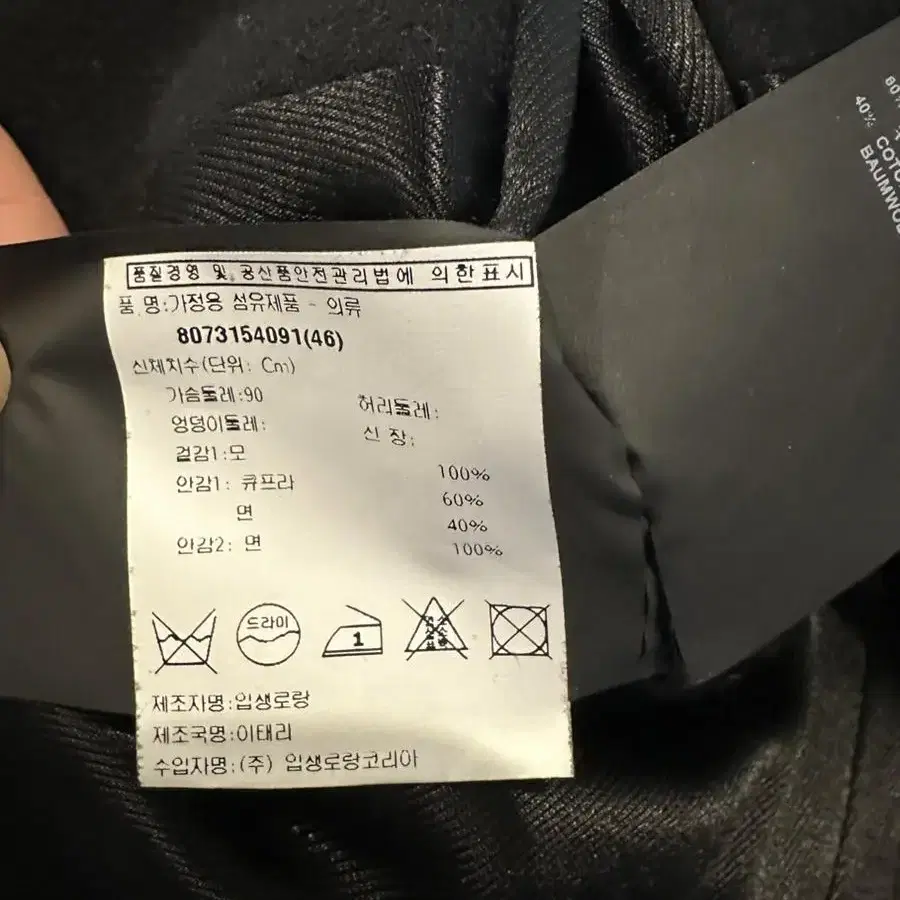 품질경영 및 공산품안전관리법에 의한표시
품 명:가정용 섬유제품 - 의류
8073154091(46)
신체치수(단위: Cm)
가슴둘레:90
허리둘레:
엉덩이둘레:
신 장:
겉감1:모 100%
안감1: 큐프라 60%
면 40%
안감2: 면 100%
드라이
1
제조자명:입생로랑
제조국명:이태리
수입자명:(주) 입생로랑코리아
40% COTO
BAUMWOL